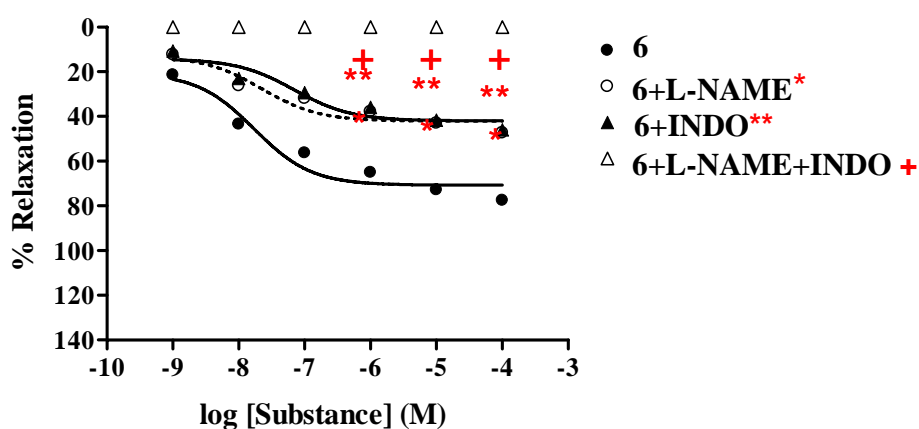 % Relaxation
0
20
40
60
80
100
120
140
-10 -9 -8 -7 -6 -5 -4 -3
log [Substance] (M)
+ + +
** ** **
* * *
6
6+L-NAME*
6+INDO**
6+L-NAME+INDO +